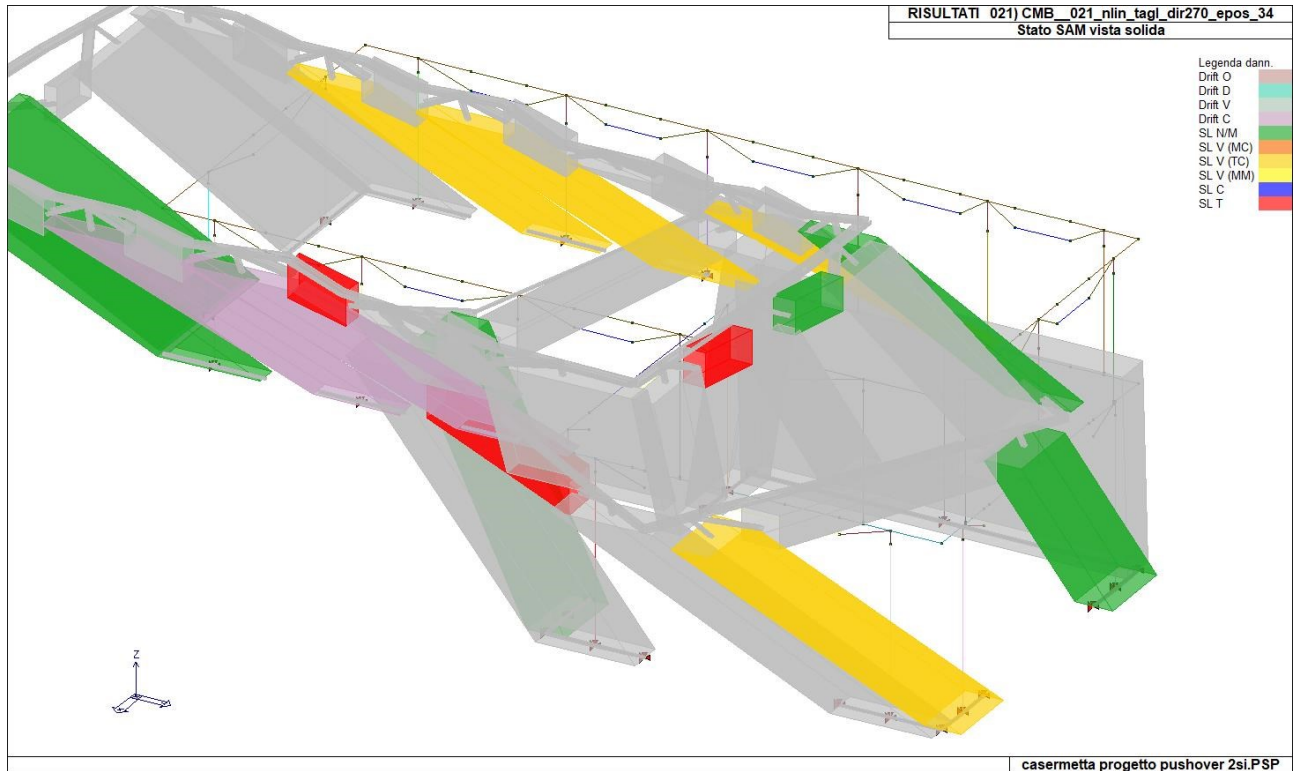 RISULTATI 021) CMB__021_nlin_tagl_dir270_epos_34
Stato SAM vista solida
Legenda dann.
Drift O
Drift D
Drift V
Drift C
SL N/M
SL V (MC)
SL V (TC)
SL V (MM)
SL C
SL T
Z
casermetta progetto pushover 2si.PSP